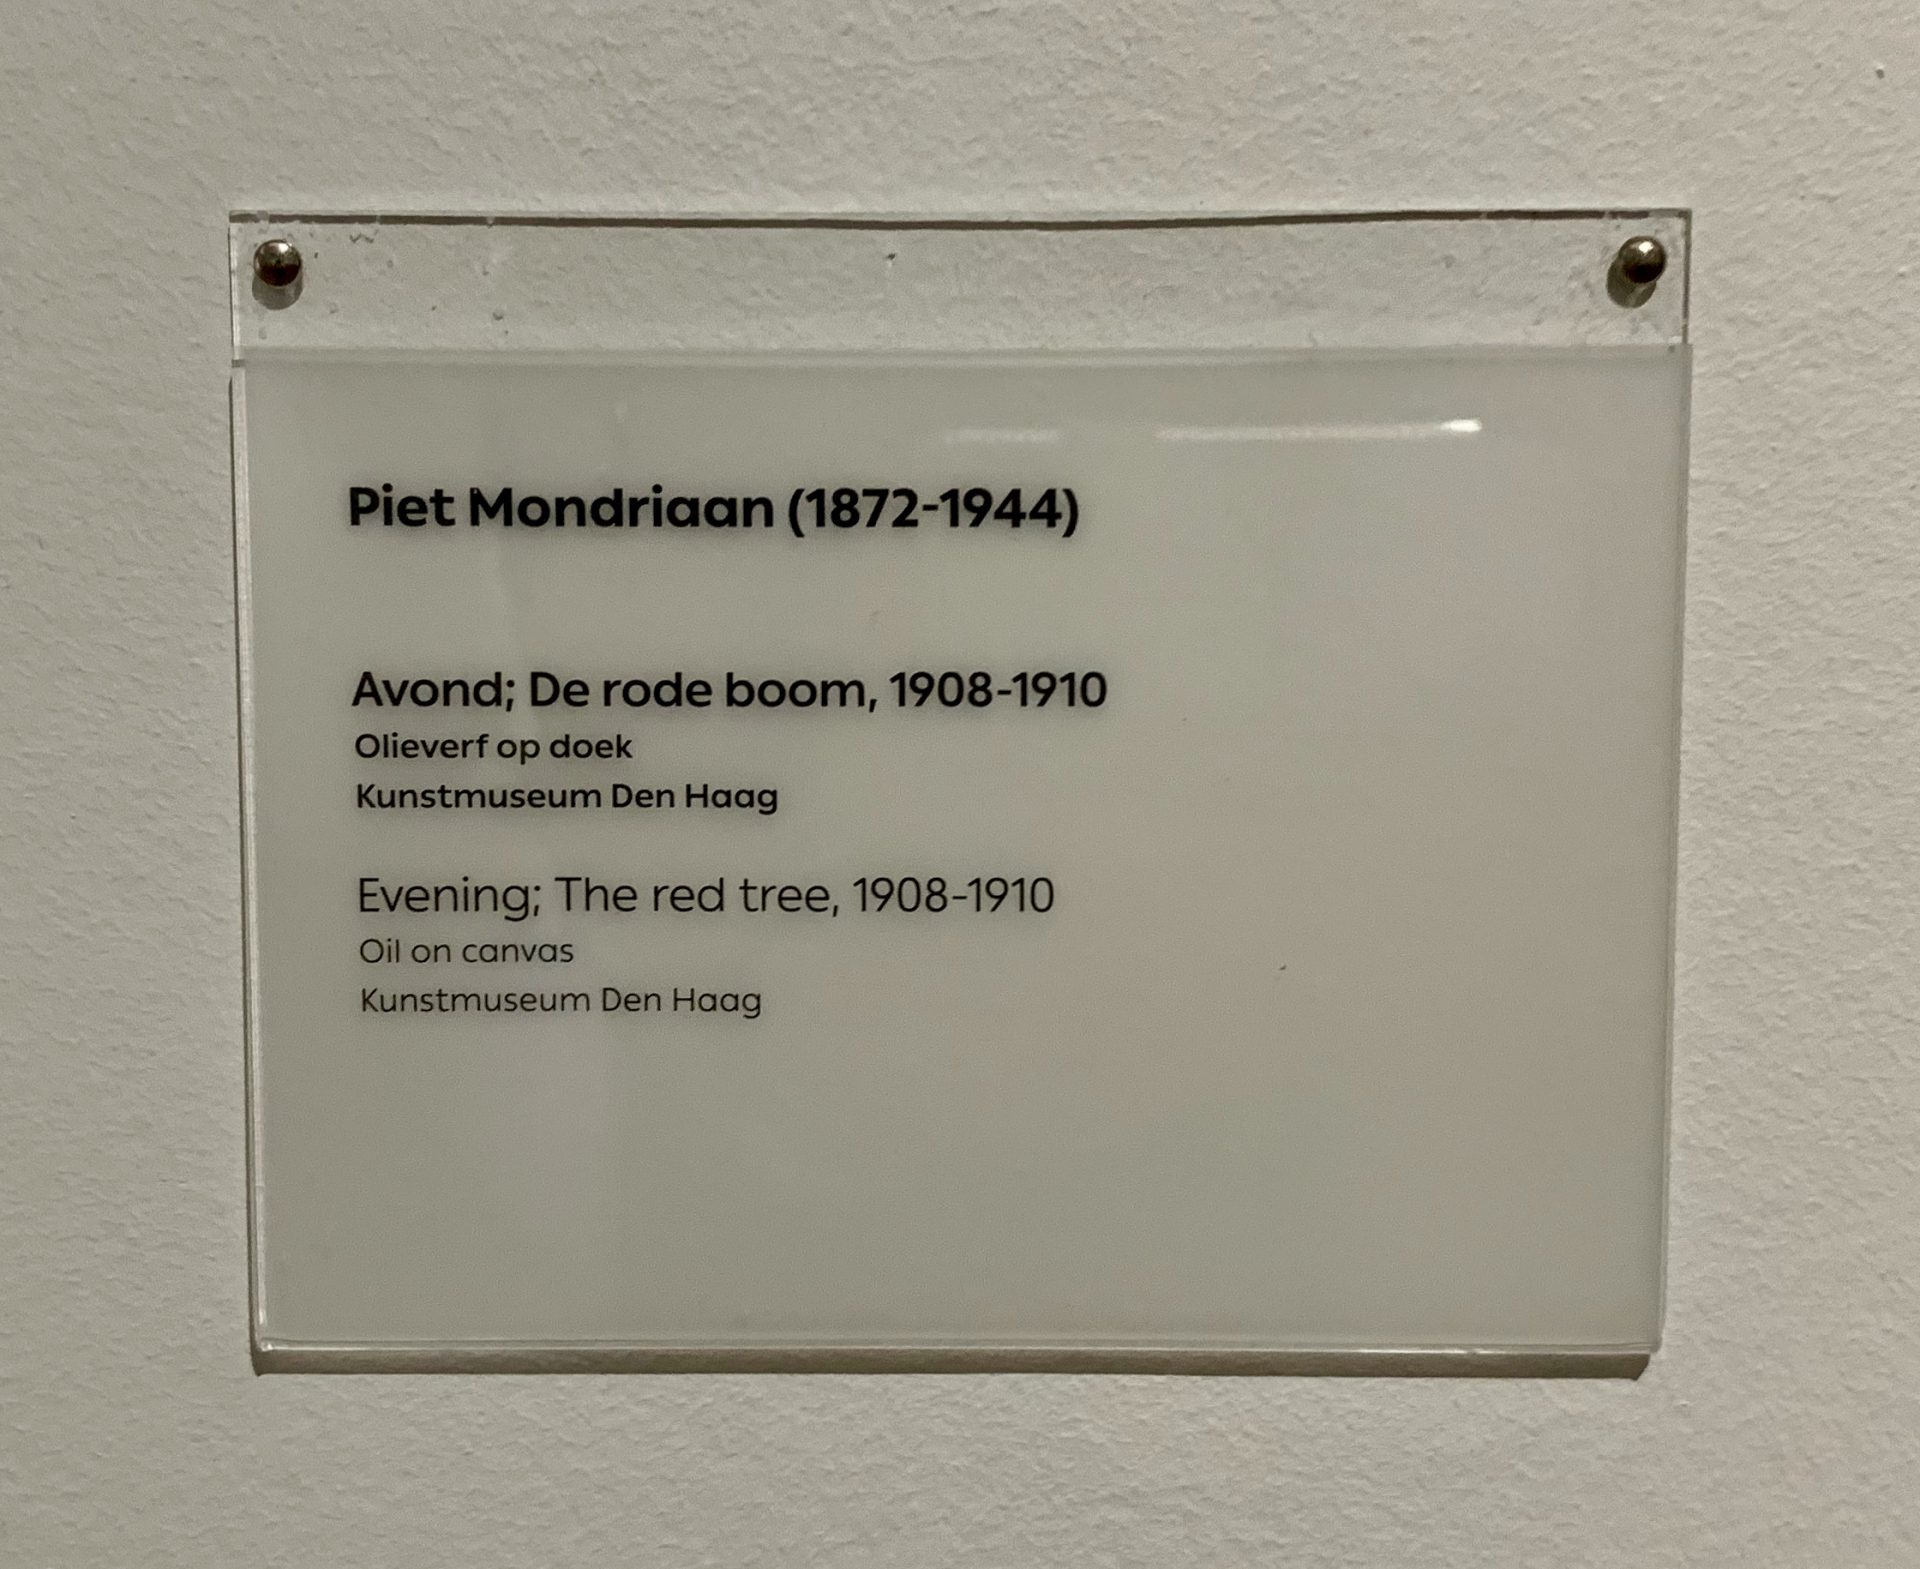 Piet Mondriaan (1872-1944)
Avond; De rode boom, 1908-1910
Olieverf op doek
Kunstmuseum Den Haag
Evening; The red tree, 1908-1910
Oil on canvas
Kunstmuseum Den Haag